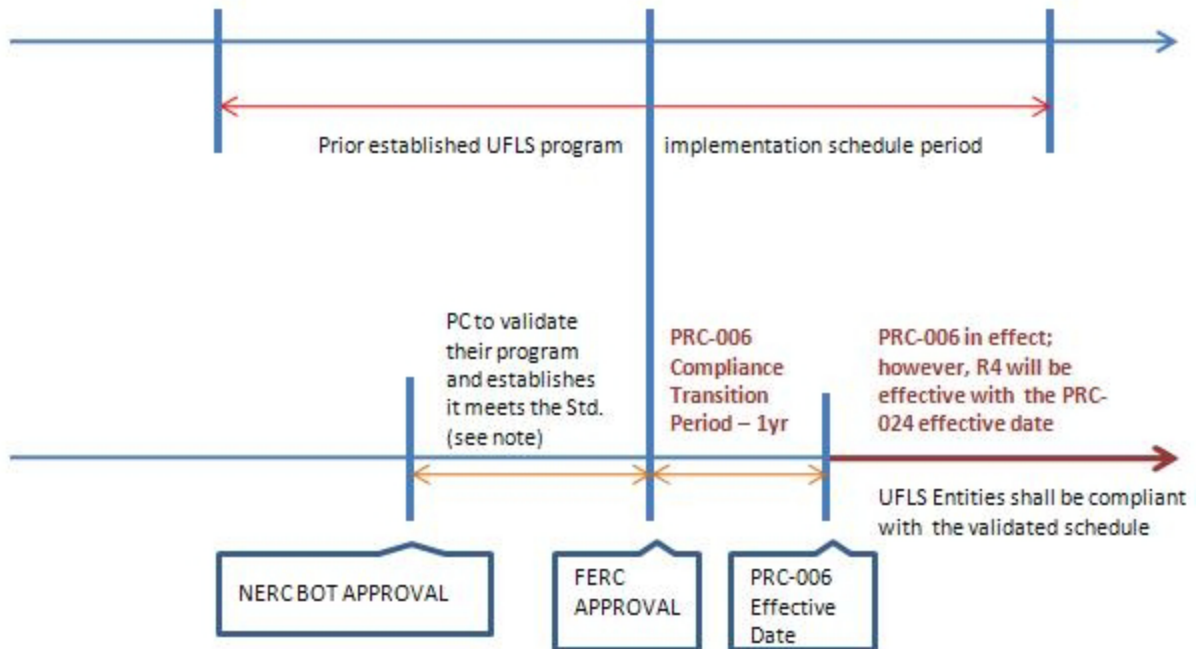 Prior established UFLS program implementation schedule period
PC to validate
their program
and establishes
it meets the Std.
(see note)
PRC-006
Compliance
Transition
Period – 1yr
PRC-006 in effect;
however, R4 will be
effective with the PRC-
024 effective date
UFLS Entities shall be compliant
with the validated schedule
NERC BOT APPROVAL
FERC
APPROVAL
PRC-006
Effective
Date